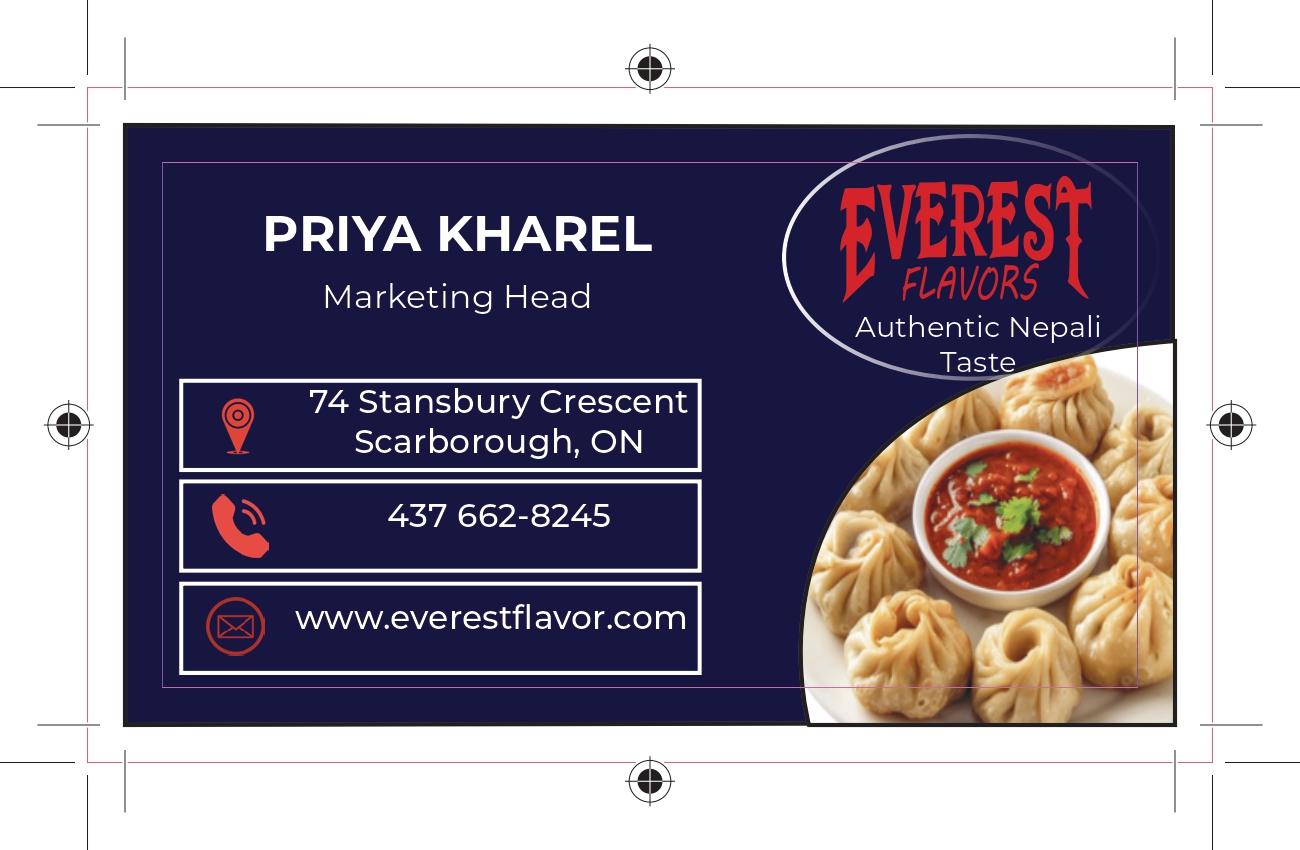 PRIYA KHAREL
Marketing Head
74 Stansbury Crescent
Scarborough, ON
437 662-8245
www.everestflavor.com
EVEREST
FLAVORS
Authentic Nepali
Taste